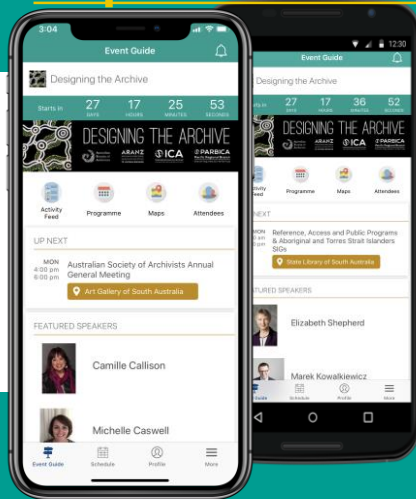 3:04
Event Guide
Designing the Archive
Starts in
27 17 25 53
DAYS HOURS MINUTES SECONDS
DESIGNING THE ARCHIVE
ARANZ ICA PARBICA
Activity Feed
Programme
Maps
Attendees
UP NEXT
MON
4:00 pm
6:00 pm
Australian Society of Archivists Annual
General Meeting
Art Gallery of South Australia
FEATURED SPEAKERS
Camille Callison
Michelle Caswell
Event Guide
Schedule
Profile
More
12:30
Event Guide
Designing the Archive
27 17 36 52
DAYS HOURS MINUTES SECONDS
DESIGNING THE ARCHIVE
ARANZ ICA PARBICA
Programme
Maps
Attendees
NEXT
MON
Reference, Access and Public Programs
& Aboriginal and Torres Strait Islanders
SIGs
State Library of South Australia
SPEAKERS
Elizabeth Shepherd
Marek Kowalkiewicz
Guide
Schedule
Profile
More